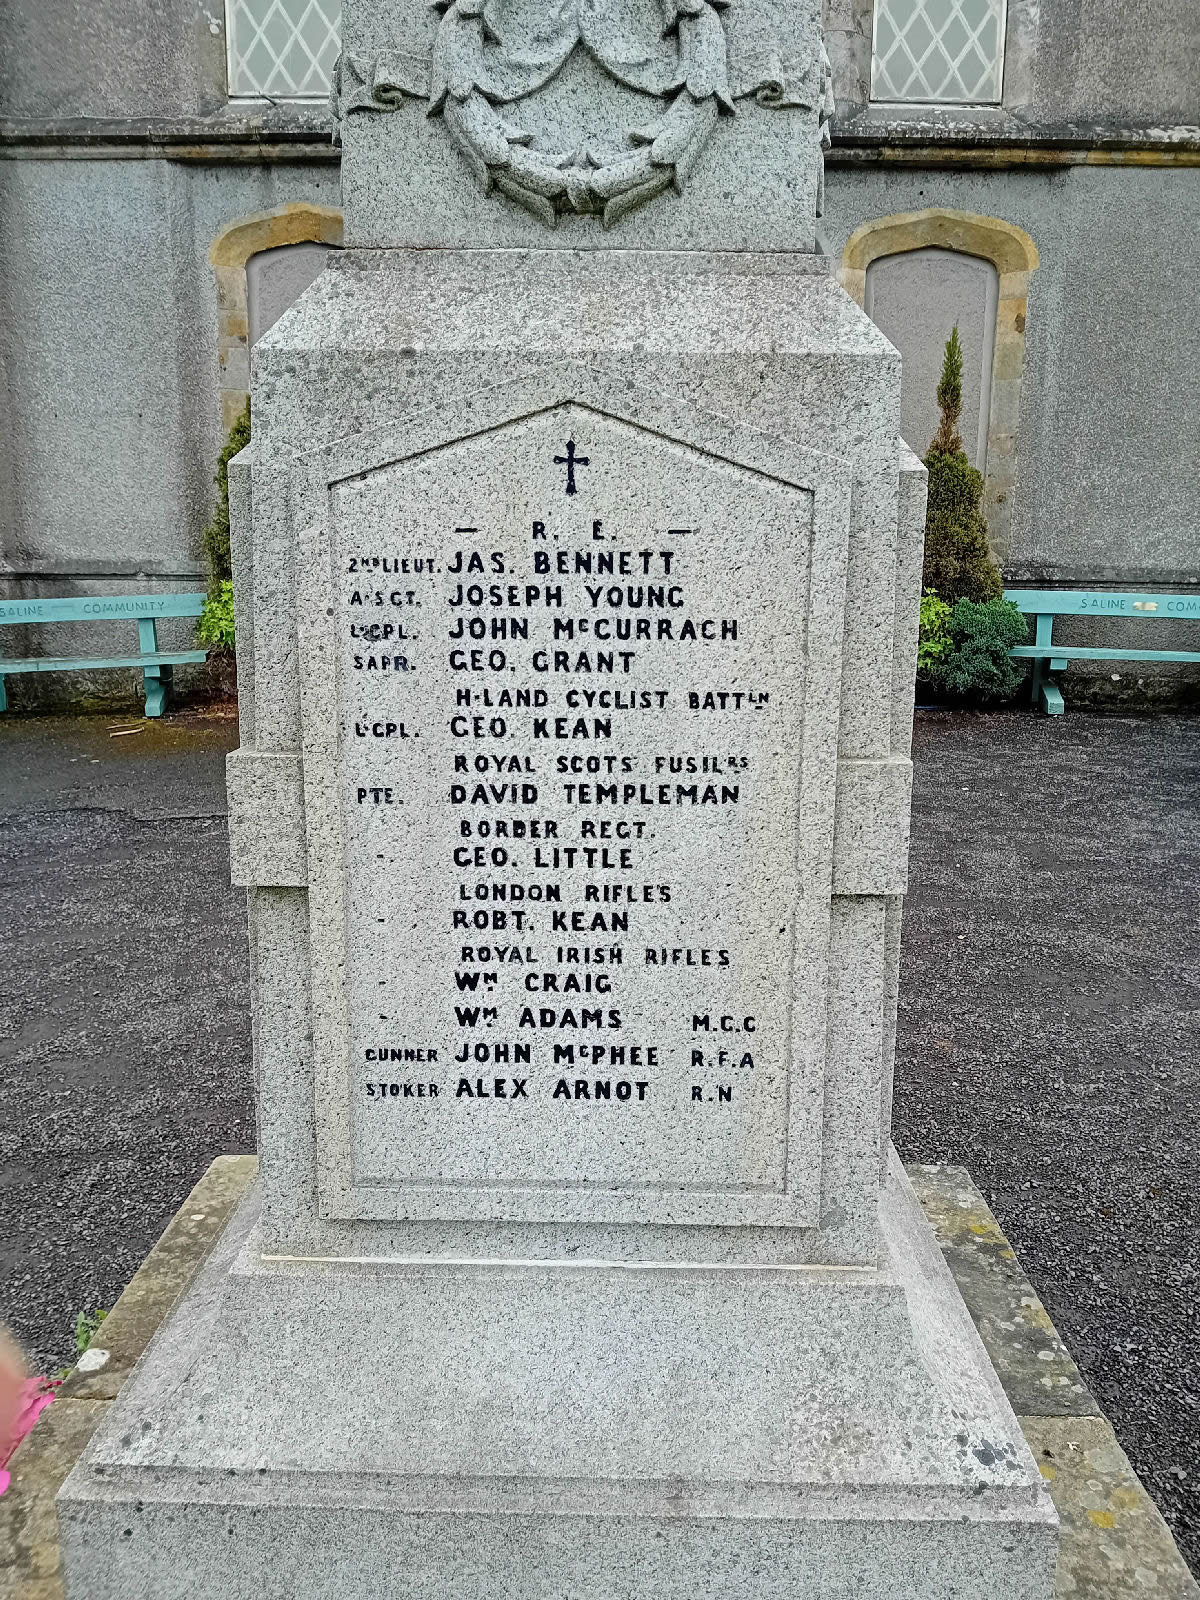 — R. E. —
2ND LIEUT. JAS. BENNETT
A-SGT. JOSEPH YOUNG
L-CPL. JOHN McCURRACH
SAPR. GEO. GRANT
H-LAND CYCLIST BATTLN
L-CPL. GEO. KEAN
ROYAL SCOTS FUSILRS
PTE. DAVID TEMPLEMAN
BORDER REGT.
- GEO. LITTLE
LONDON RIFLES
- ROBT. KEAN
ROYAL IRISH RIFLES
- WM CRAIG
- WM ADAMS M.G.C
GUNNER JOHN McPHEE R.F.A
STOKER ALEX ARNOT R.N
SALINE COMMUNITY
SALINE COM